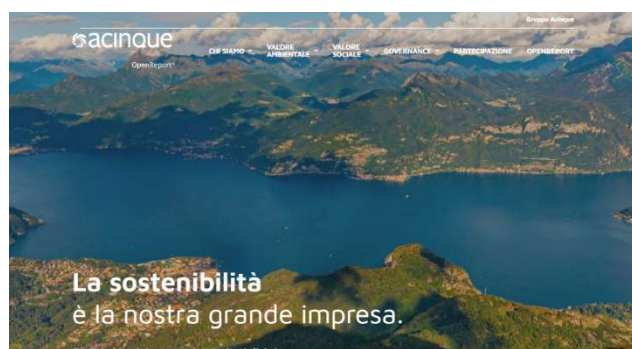 Gruppo Acinque
acinque
OpenReport
CHI SIAMO
VALORE
AMBIENTALE
VALORE
SOCIALE
GOVERNANCE
PARTECIPAZIONE
OPENREPORT
La sostenibilità
è la nostra grande impresa.